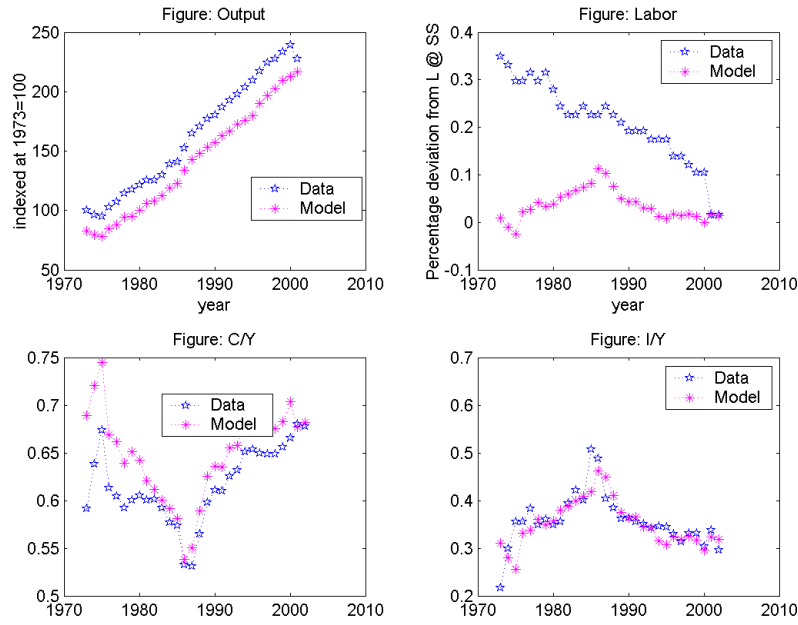 Figure: Output
250
200
150
100
50
1970
1980
1990
2000
2010
year
indexed at 1973=100
Data
Model
Figure: Labor
0.4
0.3
0.2
0.1
0
-0.1
1970
1980
1990
2000
2010
year
Percentage deviation from L @ SS
Data
Model
Figure: C/Y
0.75
0.7
0.65
0.6
0.55
0.5
1970
1980
1990
2000
2010
Data
Model
Figure: I/Y
0.7
0.6
0.5
0.4
0.3
0.2
1970
1980
1990
2000
2010
Data
Model